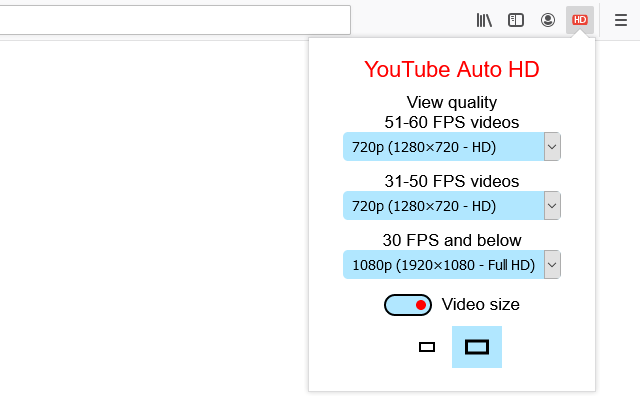 HD
YouTube Auto HD
View quality
51-60 FPS videos
720p (1280×720 - HD)
31-50 FPS videos
720p (1280×720 - HD)
30 FPS and below
1080p (1920×1080 - Full HD)
Video size